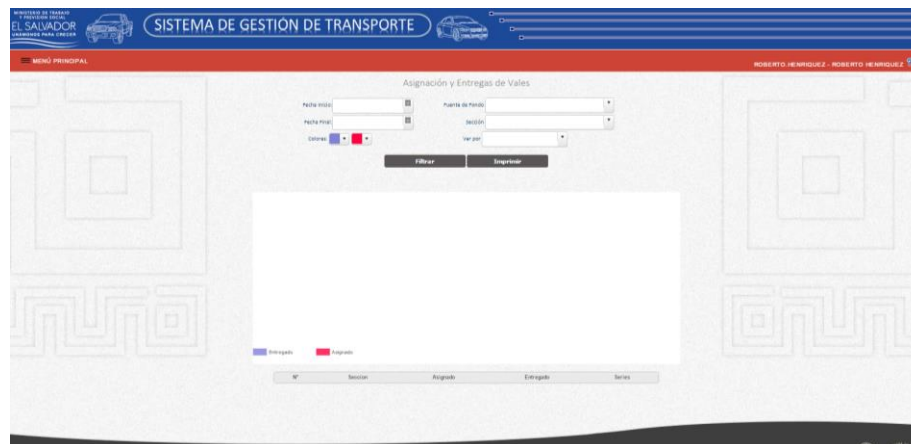 MINISTERIO DE TRABAJO
Y PREVISIÓN SOCIAL
EL SALVADOR
UNÁMONOS PARA CRECER
SISTEMA DE GESTIÓN DE TRANSPORTE
MENÚ PRINCIPAL
ROBERTO.HENRIQUEZ - ROBERTO HENRIQUEZ
Asignación y Entregas de Vales
Fecha Inicio: Fuente de Fondo:
Fecha Final: Sección:
Colores: Ver por:
Filtrar Imprimir
Entregado Asignado
Nº Seccion Asignado Entregado Series